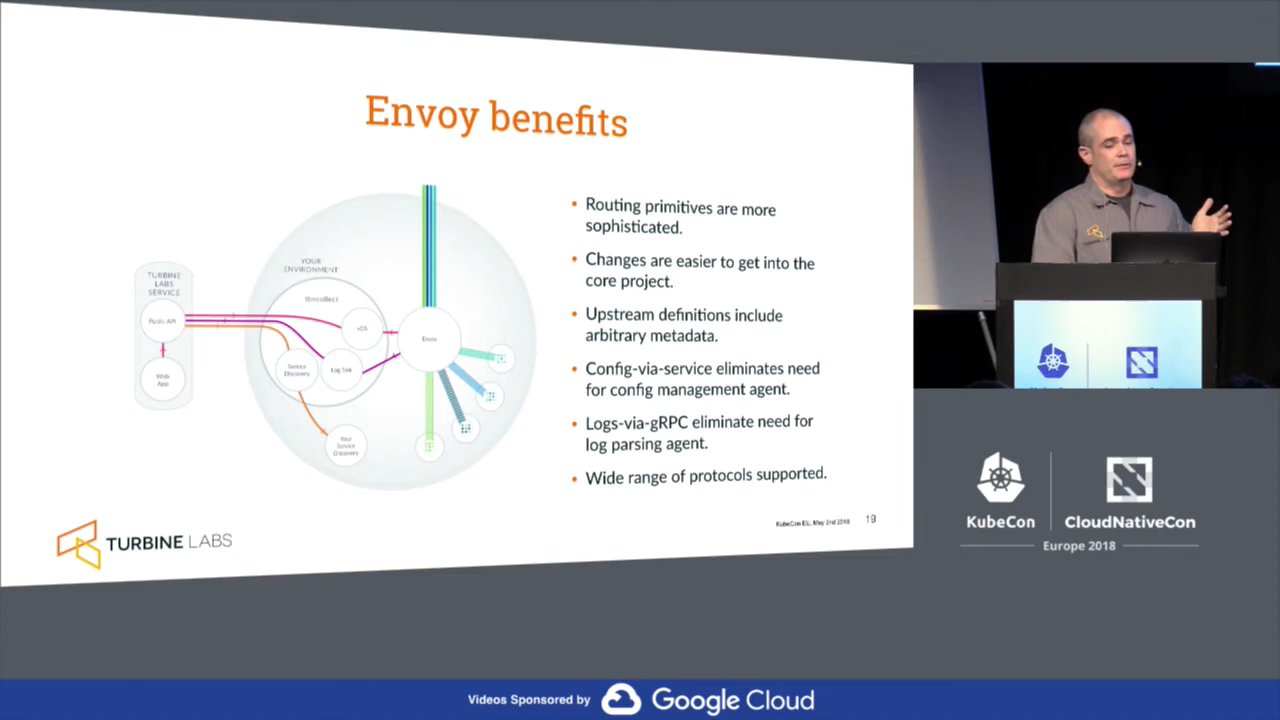 Envoy benefits
TURBINE
LABS
SERVICE
Public API
Web
App
YOUR
ENVIRONMENT
tbncollect
xDS
Service
Discovery
Log Sink
Envoy
Your
Service
Discovery
• Routing primitives are more
sophisticated.
• Changes are easier to get into the
core project.
• Upstream definitions include
arbitrary metadata.
• Config-via-service eliminates need
for config management agent.
• Logs-via-gRPC eliminate need for
log parsing agent.
• Wide range of protocols supported.
KubeCon EU, May 2nd 2018
19
TURBINE LABS
KubeCon
CloudNativeCon
Europe 2018
Videos Sponsored by Google Cloud